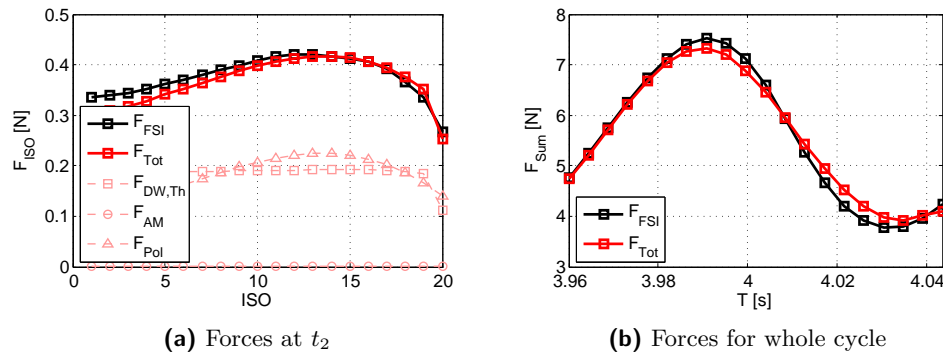 0.5
0.4
0.3
0.2
0.1
0
F_ISO [N]
F_FSI
F_Tot
F_DW,Th
F_AM
F_Pol
0 5 10 15 20
ISO
(a) Forces at t_2
8
7
6
5
4
3
F_Sum [N]
F_FSI
F_Tot
3.96 3.98 4 4.02 4.04
T [s]
(b) Forces for whole cycle